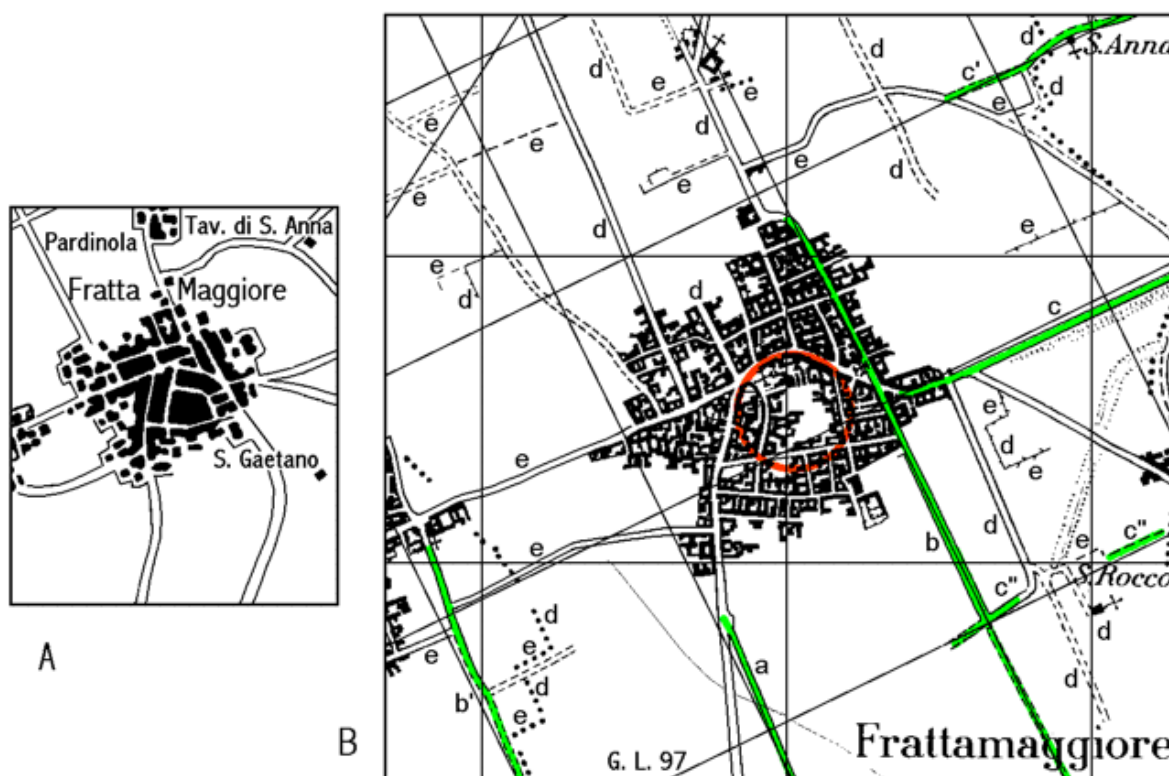 Pardinola
Tav. di S. Anna
Fratta Maggiore
S. Gaetano
A
d
S. Anna
d
e
c'
d
e
e
d
d
e
e
e
d
e
e
e
d
e
d
d
c
e
d
e
e
e
b
d
e
c"
S. Rocco
c"
d
e
d
e
a
d
b'
d
e
B
G. L. 97
Frattamaggiore